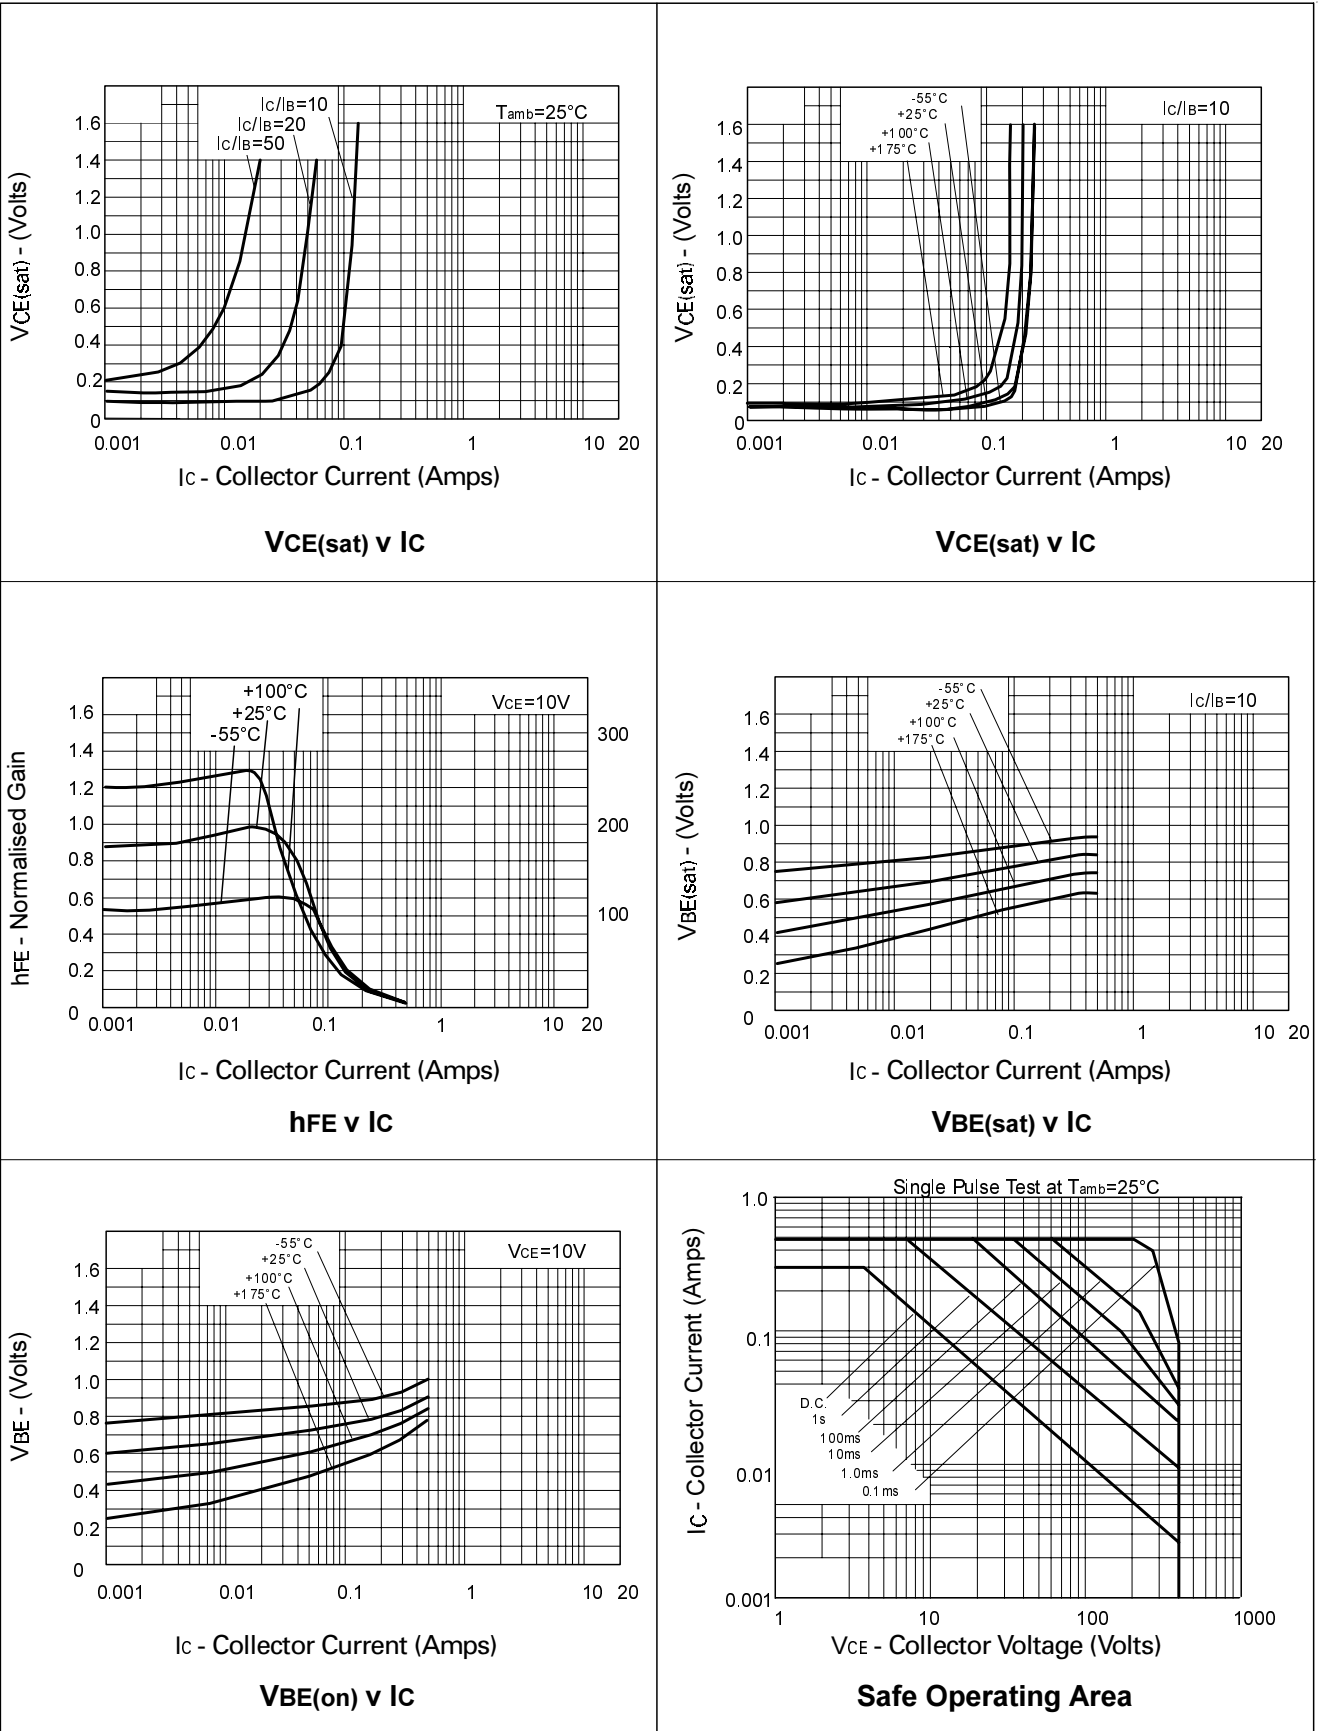 IC/IB=10
IC/IB=20
IC/IB=50
Tamb=25°C
1.6
1.4
1.2
1.0
0.8
0.6
0.4
0.2
0
0.001 0.01 0.1 1 10 20
VCE(sat) - (Volts)
IC - Collector Current (Amps)
VCE(sat) v IC
-55°C
+25°C
+100°C
+175°C
IC/IB=10
1.6
1.4
1.2
1.0
0.8
0.6
0.4
0.2
0
0.001 0.01 0.1 1 10 20
VCE(sat) - (Volts)
IC - Collector Current (Amps)
VCE(sat) v IC
+100°C
+25°C
-55°C
VCE=10V
1.6
1.4
1.2
1.0
0.8
0.6
0.4
0.2
0
300
200
100
0.001 0.01 0.1 1 10 20
hFE - Normalised Gain
IC - Collector Current (Amps)
hFE v IC
-55°C
+25°C
+100°C
+175°C
IC/IB=10
1.6
1.4
1.2
1.0
0.8
0.6
0.4
0.2
0
0.001 0.01 0.1 1 10 20
VBE(sat) - (Volts)
IC - Collector Current (Amps)
VBE(sat) v IC
-55°C
+25°C
+100°C
+175°C
VCE=10V
1.6
1.4
1.2
1.0
0.8
0.6
0.4
0.2
0
0.001 0.01 0.1 1 10 20
VBE - (Volts)
IC - Collector Current (Amps)
VBE(on) v IC
Single Pulse Test at Tamb=25°C
1.0
0.1
0.01
0.001
D.C.
1s
100ms
10ms
1.0ms
0.1ms
1 10 100 1000
IC - Collector Current (Amps)
VCE - Collector Voltage (Volts)
Safe Operating Area